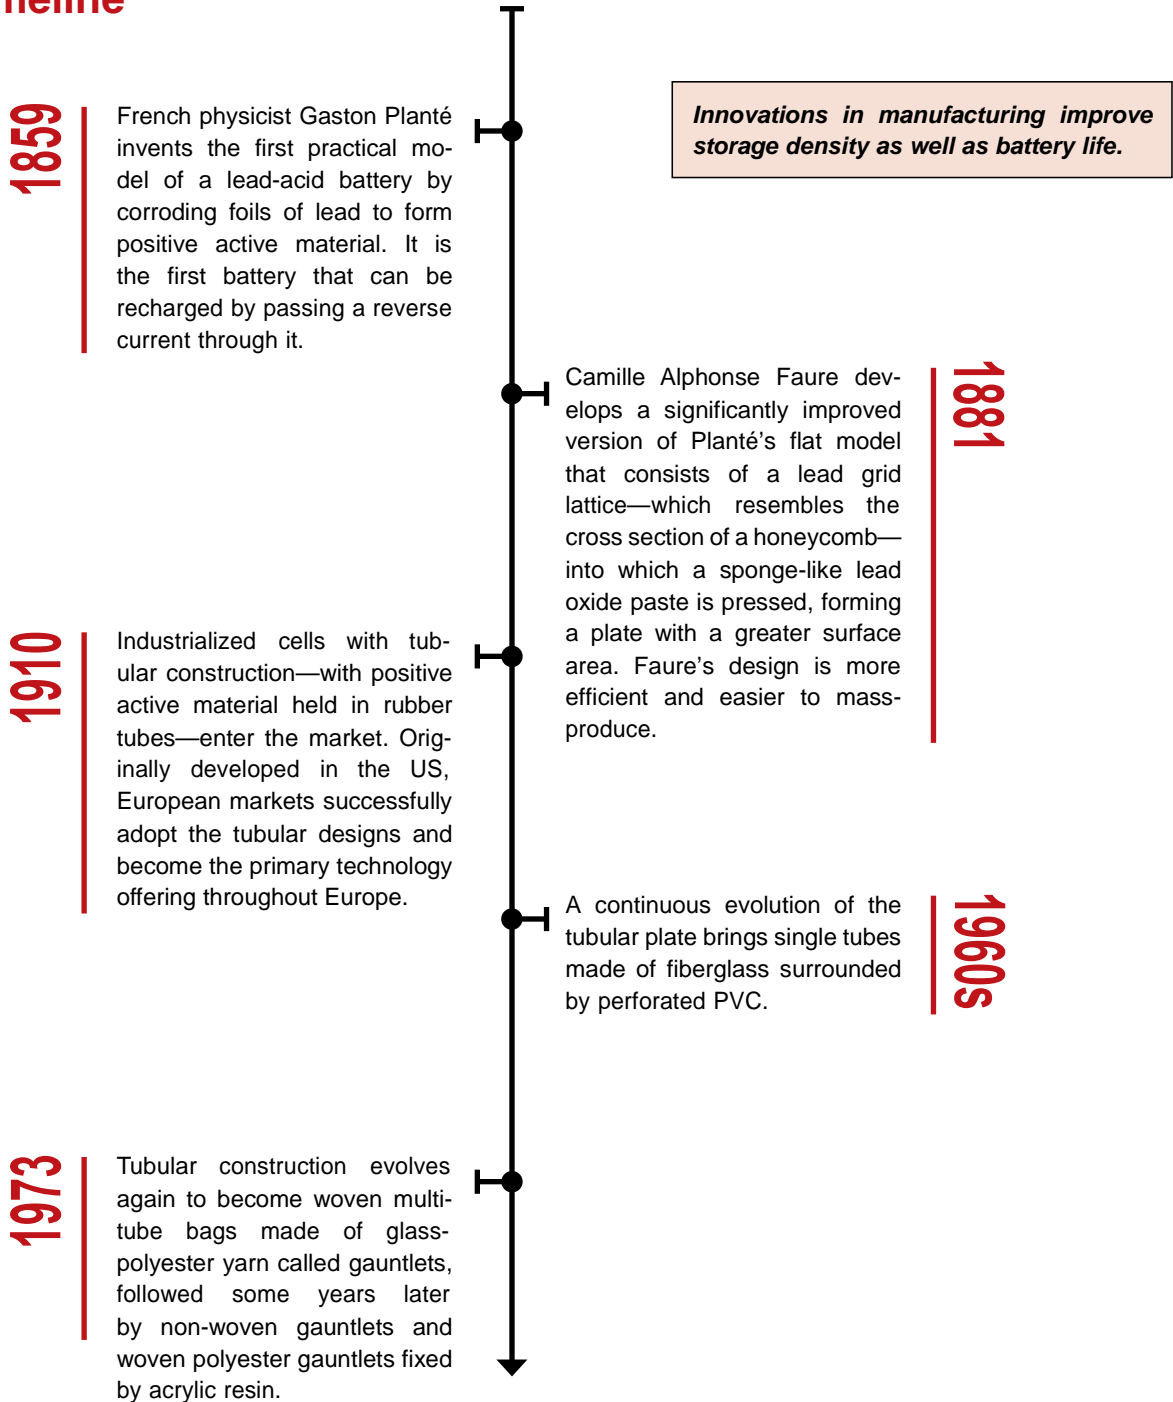 1859
French physicist Gaston Planté
invents the first practical mo-
del of a lead-acid battery by
corroding foils of lead to form
positive active material. It is
the first battery that can be
recharged by passing a reverse
current through it.
Innovations in manufacturing improve
storage density as well as battery life.
1881
Camille Alphonse Faure dev-
elops a significantly improved
version of Planté’s flat model
that consists of a lead grid
lattice—which resembles the
cross section of a honeycomb—
into which a sponge-like lead
oxide paste is pressed, forming
a plate with a greater surface
area. Faure’s design is more
efficient and easier to mass-
produce.
1910
Industrialized cells with tub-
ular construction—with positive
active material held in rubber
tubes—enter the market. Orig-
inally developed in the US,
European markets successfully
adopt the tubular designs and
become the primary technology
offering throughout Europe.
1960s
A continuous evolution of the
tubular plate brings single tubes
made of fiberglass surrounded
by perforated PVC.
1973
Tubular construction evolves
again to become woven multi-
tube bags made of glass-
polyester yarn called gauntlets,
followed some years later
by non-woven gauntlets and
woven polyester gauntlets fixed
by acrylic resin.